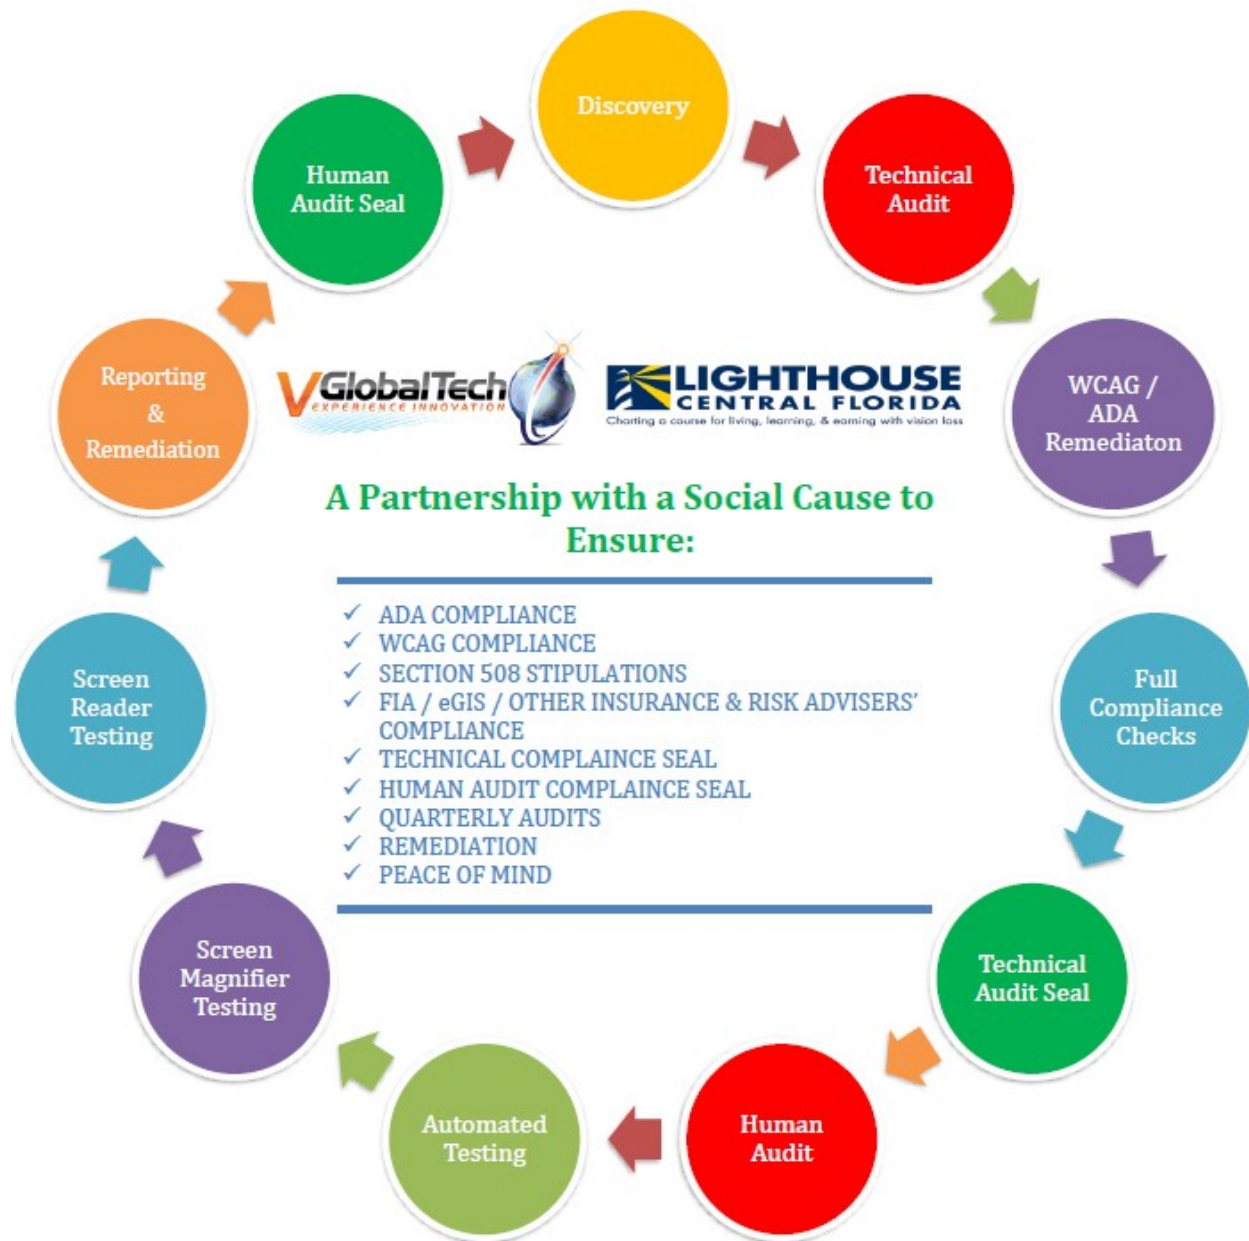 Discovery
Technical
Audit
WCAG /
ADA
Remediaton
Full
Compliance
Checks
Technical
Audit Seal
Human
Audit
Automated
Testing
Screen
Magnifier
Testing
Screen
Reader
Testing
Reporting
&
Remediation
Human
Audit Seal
VGlobalTech
EXPERIENCE INNOVATION
LIGHTHOUSE
CENTRAL FLORIDA
Charting a course for living, learning, & earning with vision loss
A Partnership with a Social Cause to
Ensure:
✓ ADA COMPLIANCE
✓ WCAG COMPLIANCE
✓ SECTION 508 STIPULATIONS
✓ FIA / eGIS / OTHER INSURANCE & RISK ADVISERS’
COMPLIANCE
✓ TECHNICAL COMPLAINCE SEAL
✓ HUMAN AUDIT COMPLAINCE SEAL
✓ QUARTERLY AUDITS
✓ REMEDIATION
✓ PEACE OF MIND